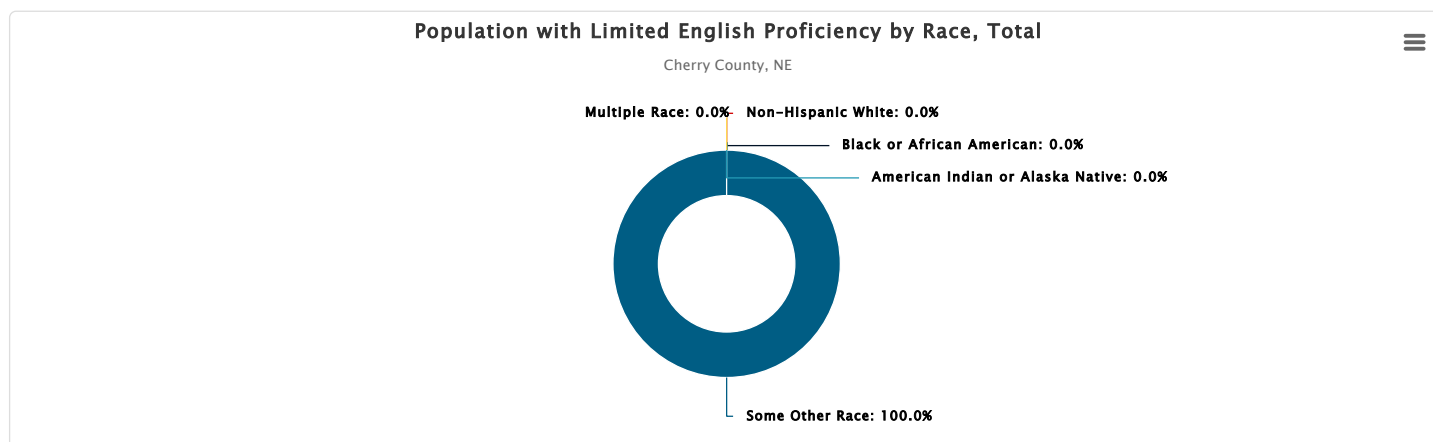 Population with Limited English Proficiency by Race, Total
Cherry County, NE
Multiple Race: 0.0%
Non-Hispanic White: 0.0%
Black or African American: 0.0%
American Indian or Alaska Native: 0.0%
Some Other Race: 100.0%